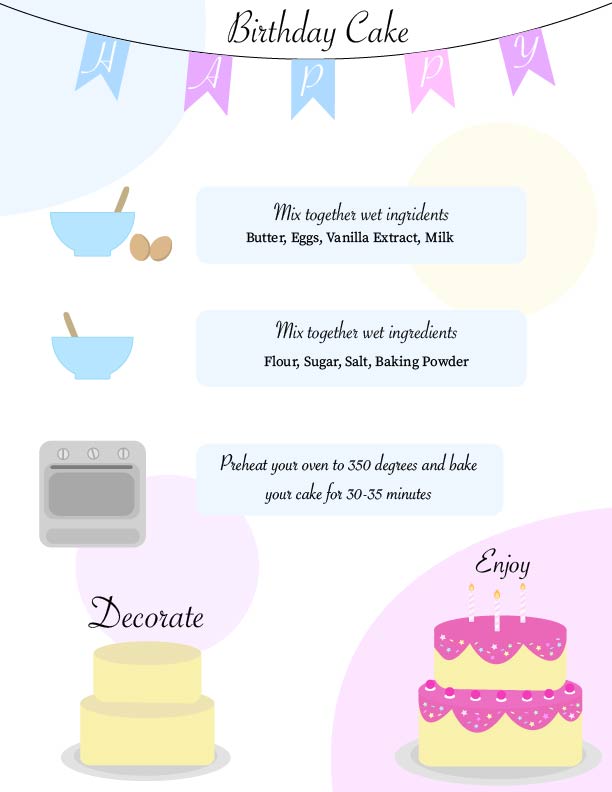 Birthday Cake
HAPPY
Mix together wet ingridents
Butter, Eggs, Vanilla Extract, Milk
Mix together wet ingredients
Flour, Sugar, Salt, Baking Powder
Preheat your oven to 350 degrees and bake
your cake for 30-35 minutes
Enjoy
Decorate